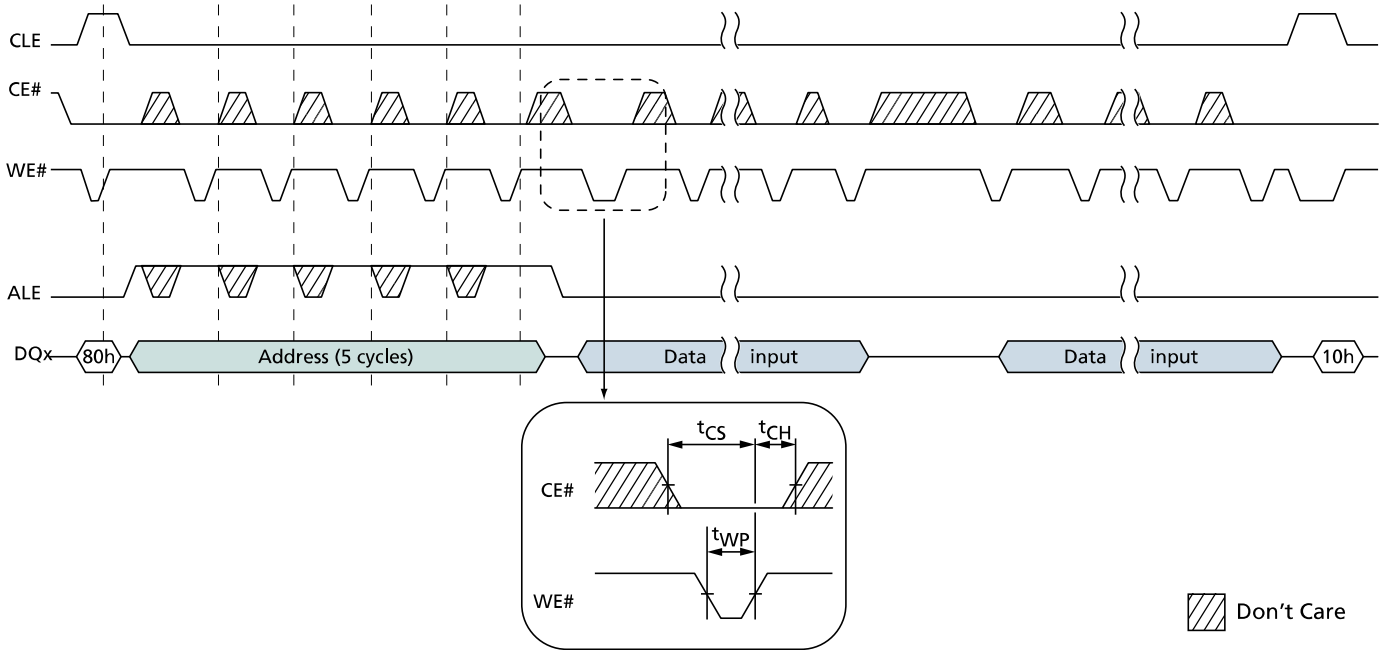 CLE
CE#
WE#
ALE
DQx
80h
Address (5 cycles)
Data input
Data input
10h
tCS tCH
CE#
tWP
WE#
Don't Care